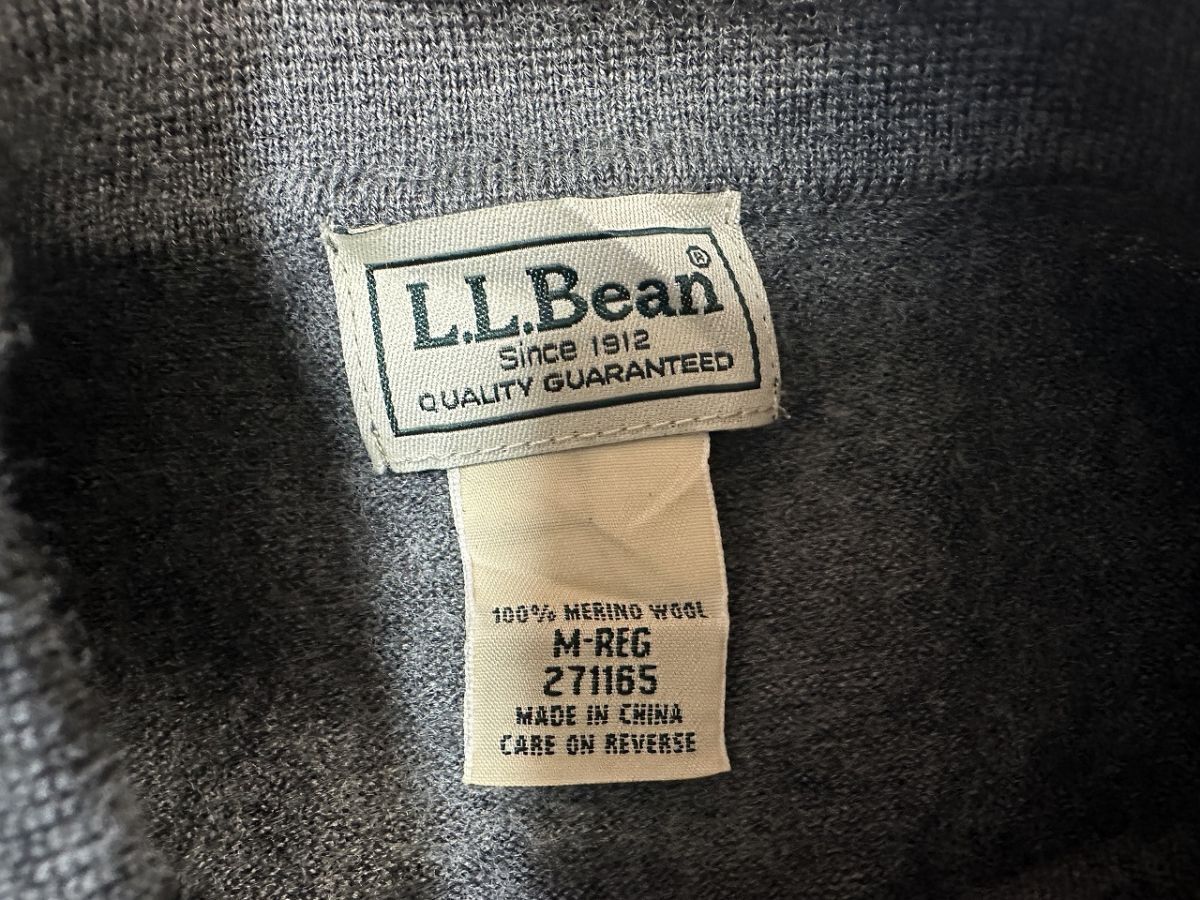 L.L.Bean®
Since 1912
QUALITY GUARANTEED
100% MERINO WOOL
M-REG
271165
MADE IN CHINA
CARE ON REVERSE